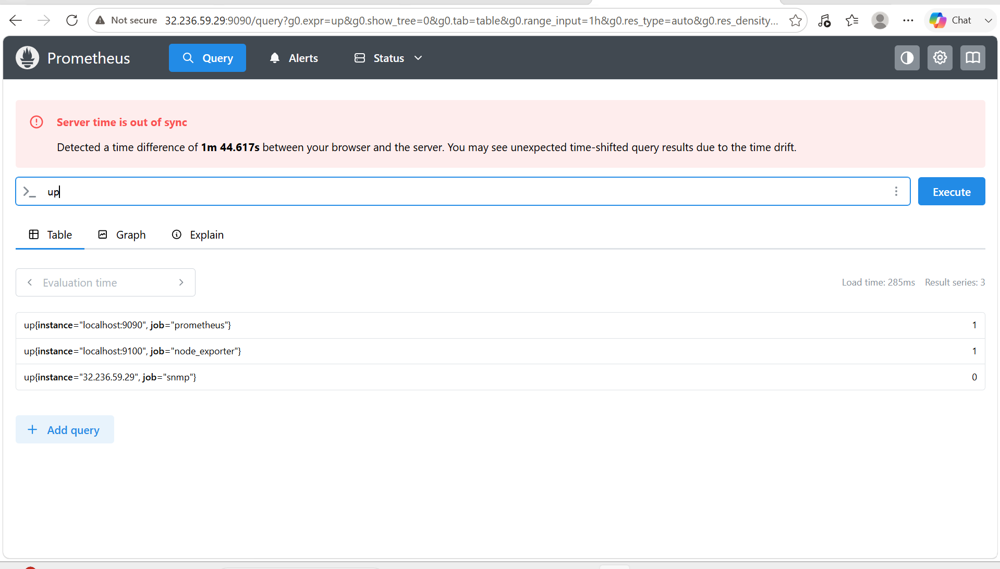 Not secure 32.236.59.29:9090/query?g0.expr=up&g0.show_tree=0&g0.tab=table&g0.range_input=1h&g0.res_type=auto&g0.res_density... Chat
Prometheus Query Alerts Status
Server time is out of sync
Detected a time difference of 1m 44.617s between your browser and the server. You may see unexpected time-shifted query results due to the time drift.
up Execute
Table Graph Explain
Evaluation time Load time: 285ms Result series: 3
up{instance="localhost:9090", job="prometheus"} 1
up{instance="localhost:9100", job="node_exporter"} 1
up{instance="32.236.59.29", job="snmp"} 0
Add query